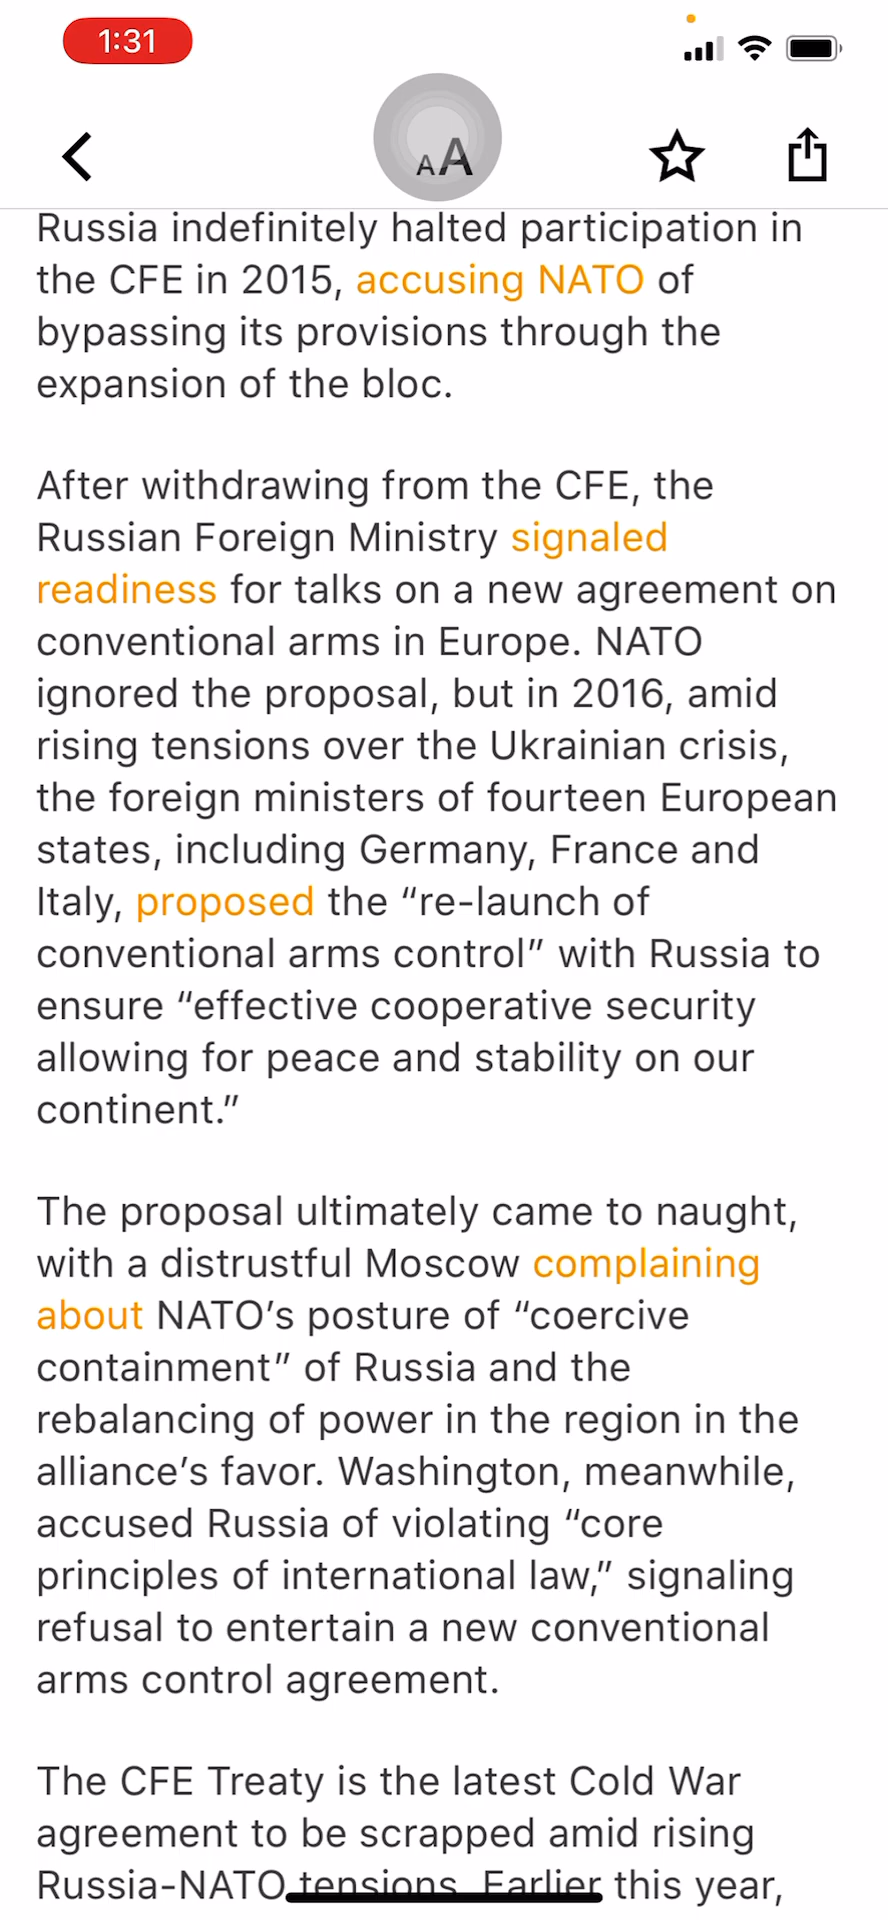 1:31
AA
Russia indefinitely halted participation in
the CFE in 2015, accusing NATO of
bypassing its provisions through the
expansion of the bloc.
After withdrawing from the CFE, the
Russian Foreign Ministry signaled
readiness for talks on a new agreement on
conventional arms in Europe. NATO
ignored the proposal, but in 2016, amid
rising tensions over the Ukrainian crisis,
the foreign ministers of fourteen European
states, including Germany, France and
Italy, proposed the “re-launch of
conventional arms control” with Russia to
ensure “effective cooperative security
allowing for peace and stability on our
continent.”
The proposal ultimately came to naught,
with a distrustful Moscow complaining
about NATO’s posture of “coercive
containment” of Russia and the
rebalancing of power in the region in the
alliance’s favor. Washington, meanwhile,
accused Russia of violating “core
principles of international law,” signaling
refusal to entertain a new conventional
arms control agreement.
The CFE Treaty is the latest Cold War
agreement to be scrapped amid rising
Russia-NATO tensions. Earlier this year,